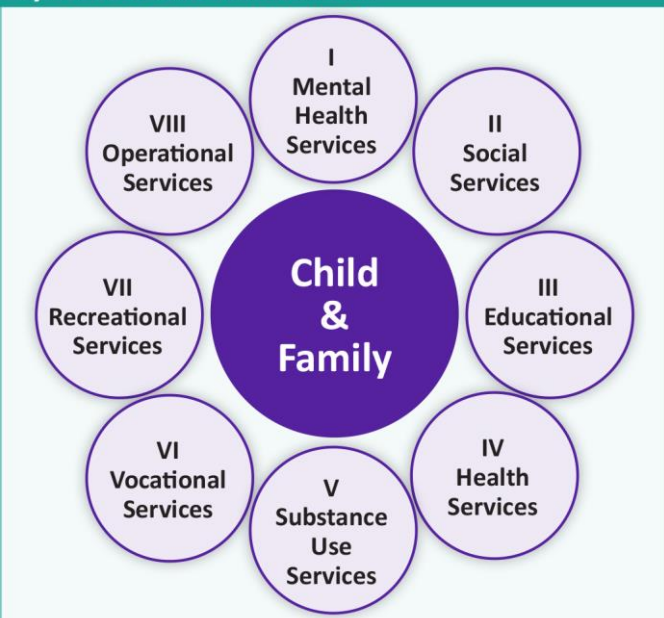 I
Mental
Health
Services
II
Social
Services
III
Educational
Services
IV
Health
Services
V
Substance
Use
Services
VI
Vocational
Services
VII
Recreational
Services
VIII
Operational
Services
Child
&
Family